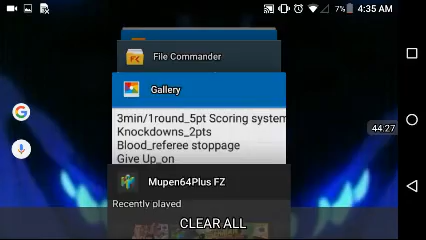 7% 4:35 AM
File Commander
Gallery
3min/1round_5pt Scoring system
Knockdowns_2pts
Blood_referee stoppage
Give Up_on
44:27
Mupen64Plus FZ
Recently played
CLEAR ALL